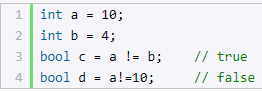 1 int a = 10;
2 int b = 4;
3 bool c = a != b;    // true
4 bool d = a!=10;     // false